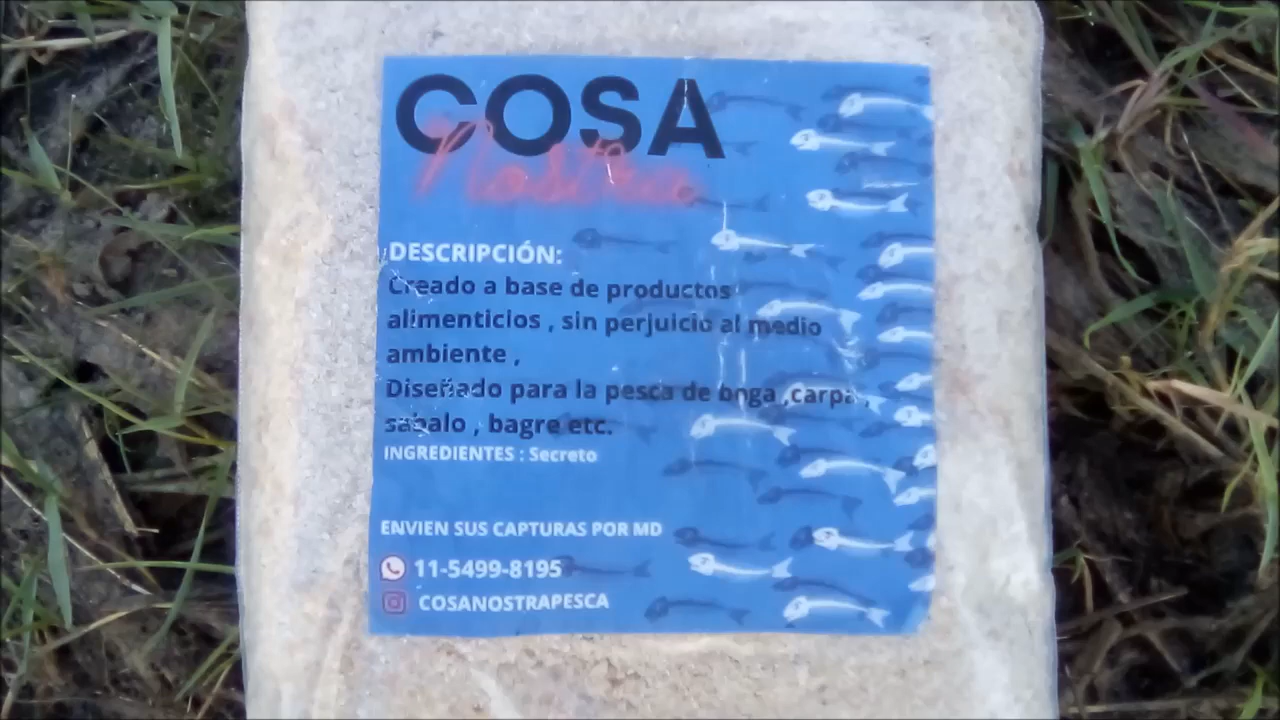 COSA
Nostra
DESCRIPCIÓN:
Creado a base de productos
alimenticios , sin perjuicio al medio
ambiente ,
Diseñado para la pesca de boga ,carpa ,
sabalo , bagre etc.
INGREDIENTES : Secreto
ENVIEN SUS CAPTURAS POR MD
11-5499-8195
COSANOSTRAPESCA